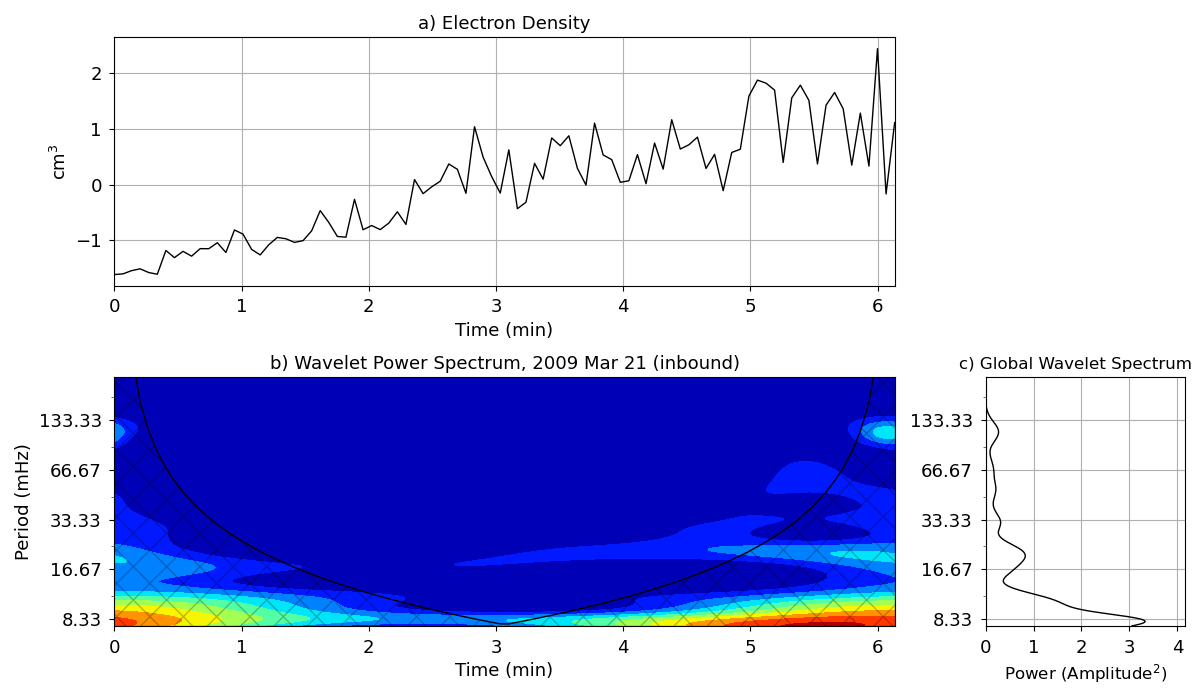 a) Electron Density
2
1
0
−1
cm³
0 1 2 3 4 5 6
Time (min)
b) Wavelet Power Spectrum, 2009 Mar 21 (inbound)
133.33
66.67
33.33
16.67
8.33
Period (mHz)
0 1 2 3 4 5 6
Time (min)
c) Global Wavelet Spectrum
133.33
66.67
33.33
16.67
8.33
0 1 2 3 4
Power (Amplitude²)